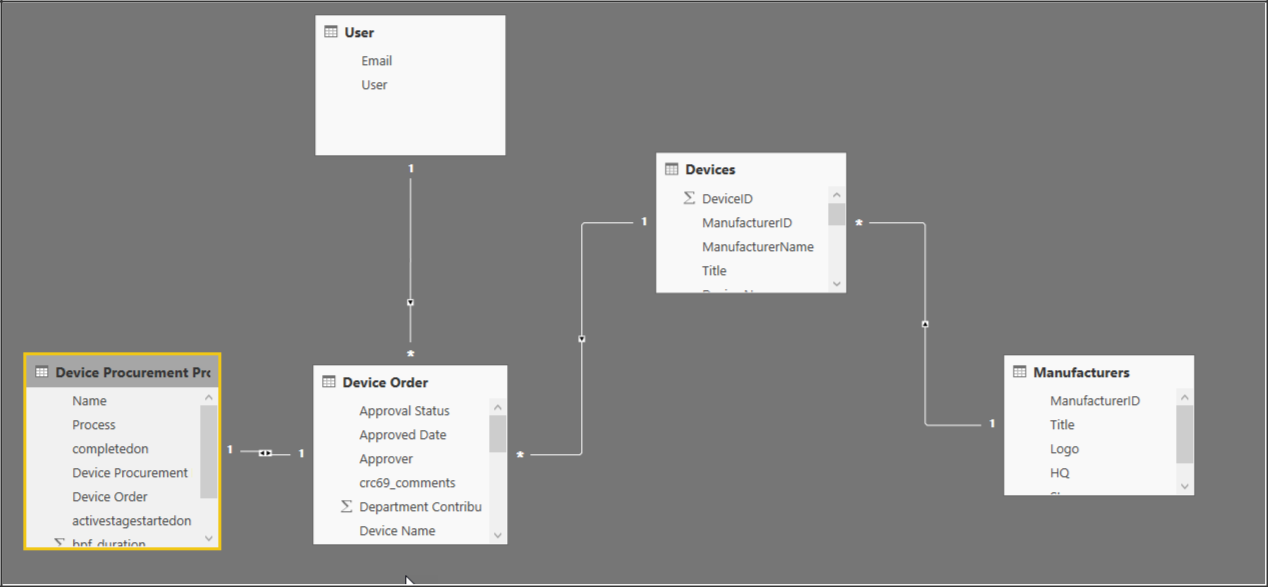 User
Email
User
1
*
Devices
DeviceID
ManufacturerID
ManufacturerName
Title
1
*
Device Procurement Prc
Name
Process
completedon
Device Procurement
Device Order
activestagestartedon
bpf_duration
1
1
Device Order
Approval Status
Approved Date
Approver
crc69_comments
Department Contribu
Device Name
*
Manufacturers
ManufacturerID
Title
Logo
HQ
1